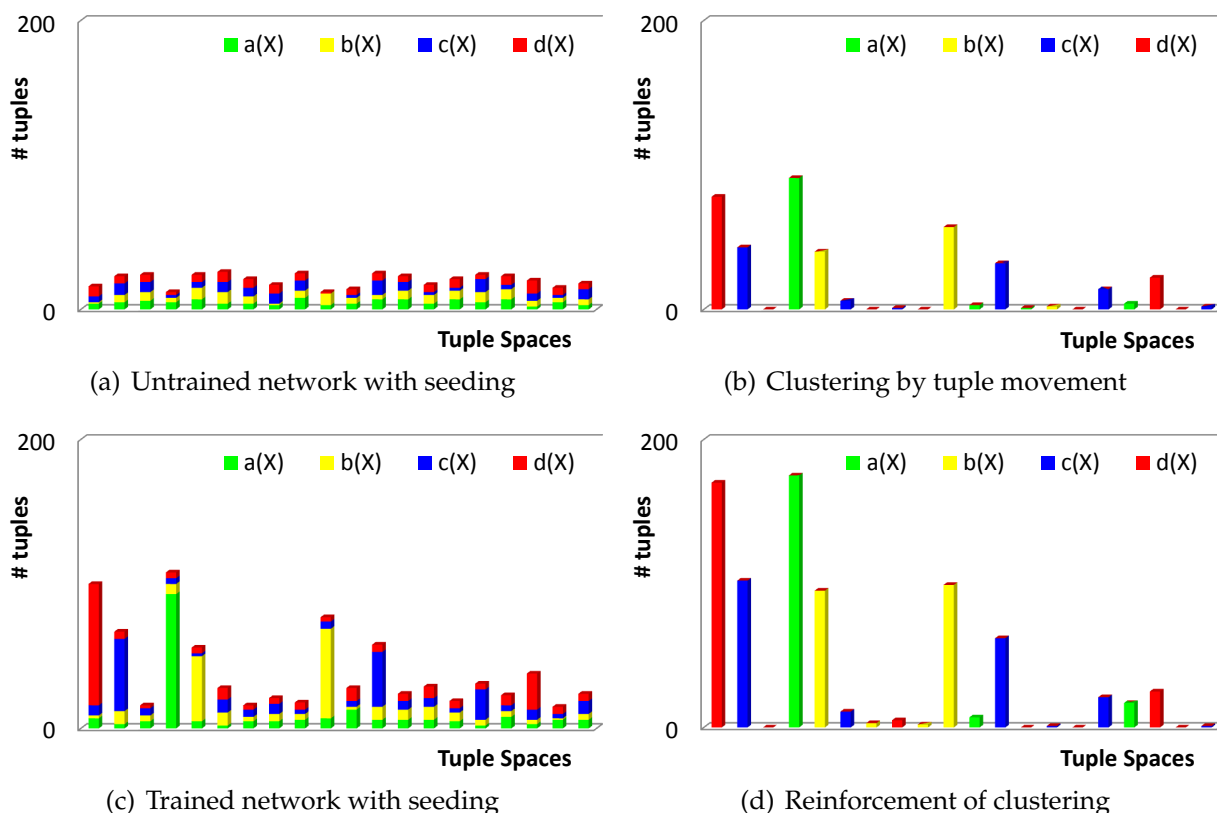 200
a(X) b(X) c(X) d(X)
# tuples
0
Tuple Spaces
(a) Untrained network with seeding
200
a(X) b(X) c(X) d(X)
# tuples
0
Tuple Spaces
(b) Clustering by tuple movement
200
a(X) b(X) c(X) d(X)
# tuples
0
Tuple Spaces
(c) Trained network with seeding
200
a(X) b(X) c(X) d(X)
# tuples
0
Tuple Spaces
(d) Reinforcement of clustering